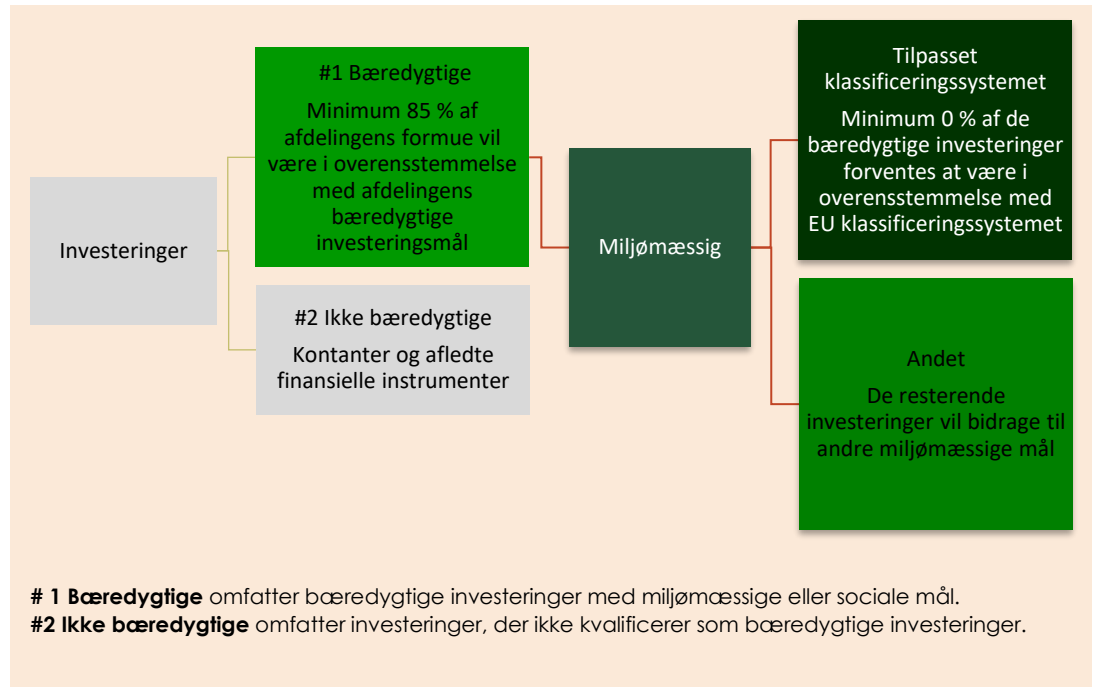 Investeringer
#1 Bæredygtige
Minimum 85 % af
afdelingens formue vil
være i overensstemmelse
med afdelingens
bæredygtige
investeringsmål
#2 Ikke bæredygtige
Kontanter og afledte
finansielle instrumenter
Miljømæssig
Tilpasset
klassificeringssystemet
Minimum 0 % af de
bæredygtige investeringer
forventes at være i
overensstemmelse med
EU klassificeringssystemet
Andet
De resterende
investeringer vil bidrage til
andre miljømæssige mål
# 1 Bæredygtige omfatter bæredygtige investeringer med miljømæssige eller sociale mål.
#2 Ikke bæredygtige omfatter investeringer, der ikke kvalificerer som bæredygtige investeringer.